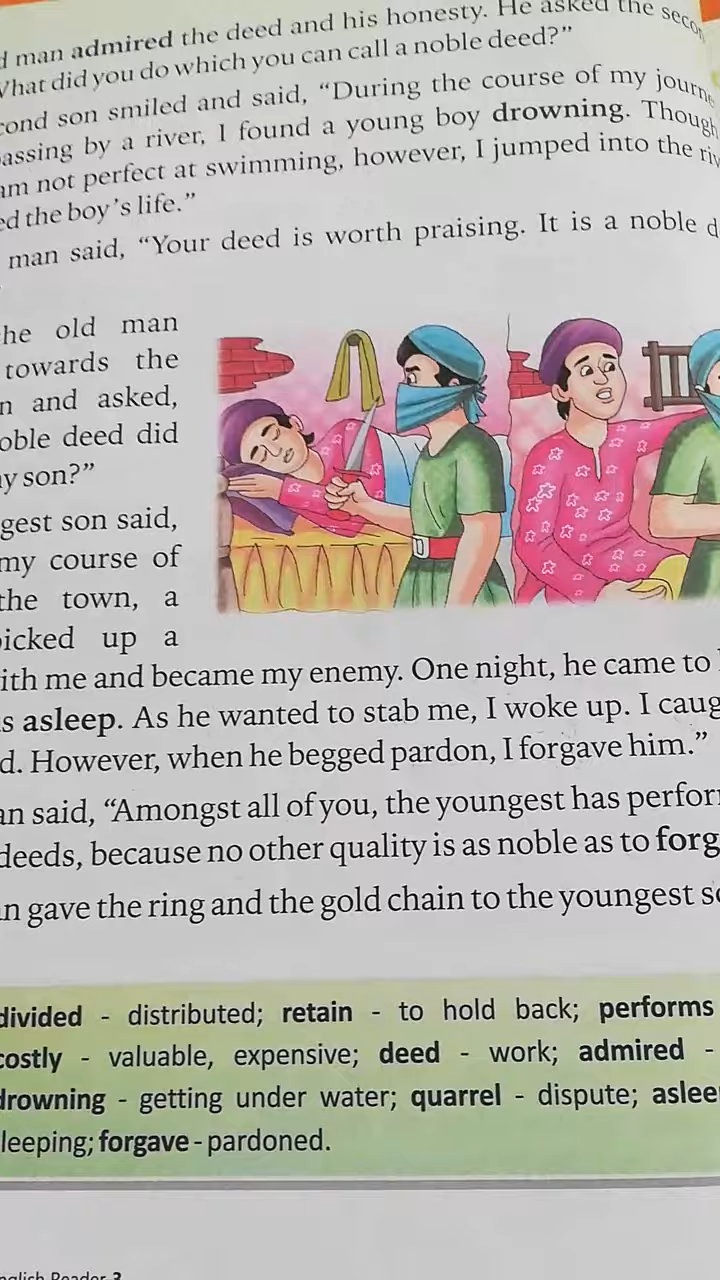 man admired the deed and his honesty. He asked the
What did you do which you can call a noble deed?”
son smiled and said, “During the course of my
by a river, I found a young boy drowning. Though
not perfect at swimming, however, I jumped into the
the boy’s life.”
man said, “Your deed is worth praising. It is a noble
he old man
towards the
and asked,
oble deed did
son?”
gest son said,
my course of
the town, a
picked up a
ith me and became my enemy. One night, he came to
s asleep. As he wanted to stab me, I woke up. I caug
d. However, when he begged pardon, I forgave him.”
an said, “Amongst all of you, the youngest has perfor
deeds, because no other quality is as noble as to forg
n gave the ring and the gold chain to the youngest s
divided - distributed; retain - to hold back; performs
costly - valuable, expensive; deed - work; admired -
drowning - getting under water; quarrel - dispute; aslee
leeping; forgave - pardoned.
nglish Reader 3